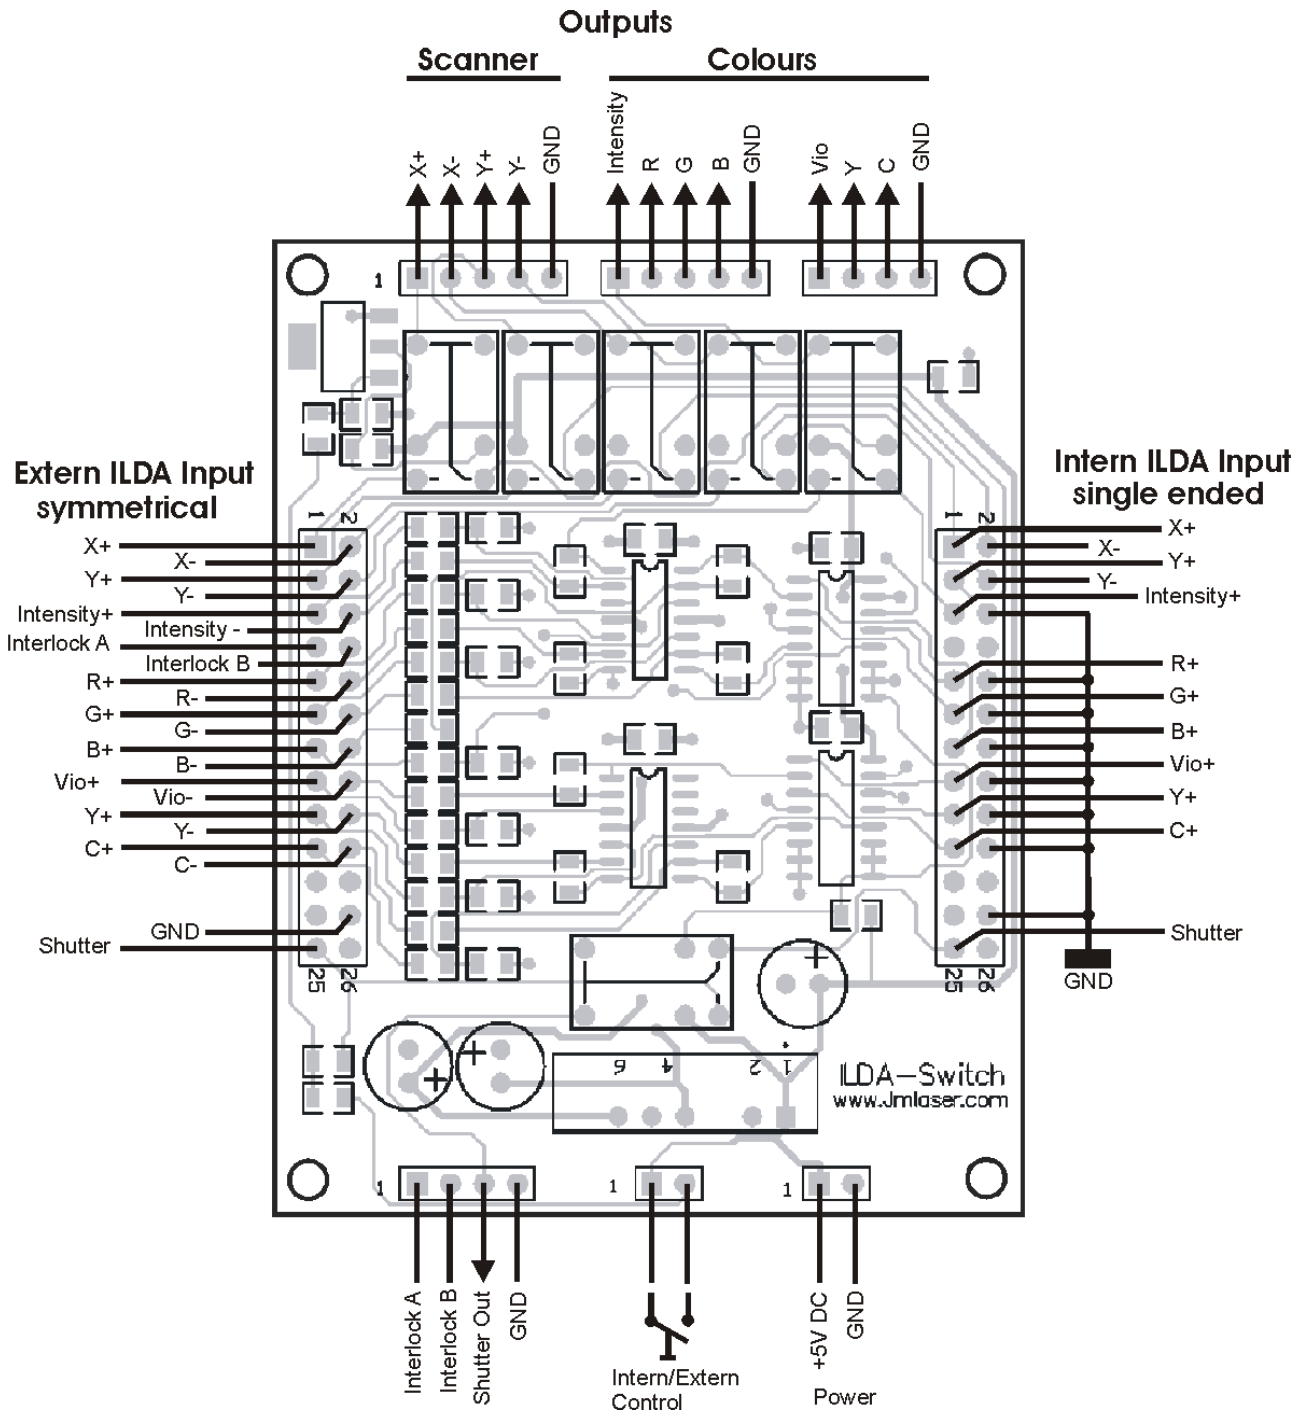 Outputs
Scanner
Colours
X+
X-
Y+
Y-
GND
Intensity
R
G
B
GND
Vio
Y
C
GND
1
Extern ILDA Input
symmetrical
1
2
X+
X-
Y+
Y-
Intensity+
Intensity -
Interlock A
Interlock B
R+
R-
G+
G-
B+
B-
Vio+
Vio-
Y+
Y-
C+
C-
GND
Shutter
25
26
Intern ILDA Input
single ended
1
2
X+
X-
Y+
Y-
Intensity+
R+
G+
B+
Vio+
Y+
C+
Shutter
25
26
GND
+
+
+
6
4
2
1
ILDA-Switch
www.Jmlaser.com
1
1
1
Interlock A
Interlock B
Shutter Out
GND
Intern/Extern
Control
+5V DC
GND
Power